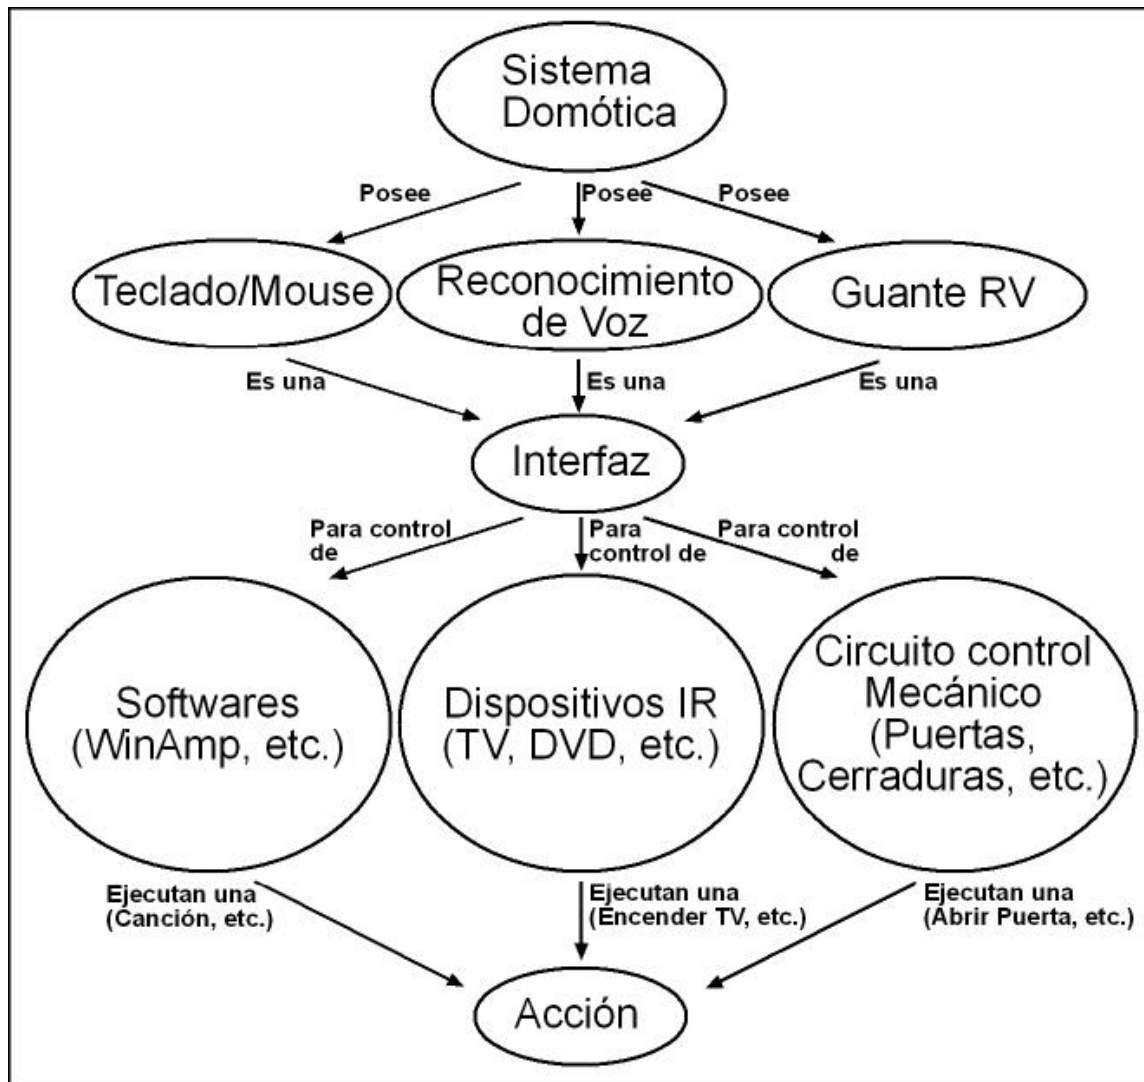 Sistema
Domótica
Posee
Posee
Posee
Teclado/Mouse
Reconocimiento
de Voz
Guante RV
Es una
Es una
Es una
Interfaz
Para control
de
Para
control de
Para control
de
Softwares
(WinAmp, etc.)
Dispositivos IR
(TV, DVD, etc.)
Circuito control
Mecánico
(Puertas,
Cerraduras, etc.)
Ejecutan una
(Canción, etc.)
Ejecutan una
(Encender TV, etc.)
Ejecutan una
(Abrir Puerta, etc.)
Acción